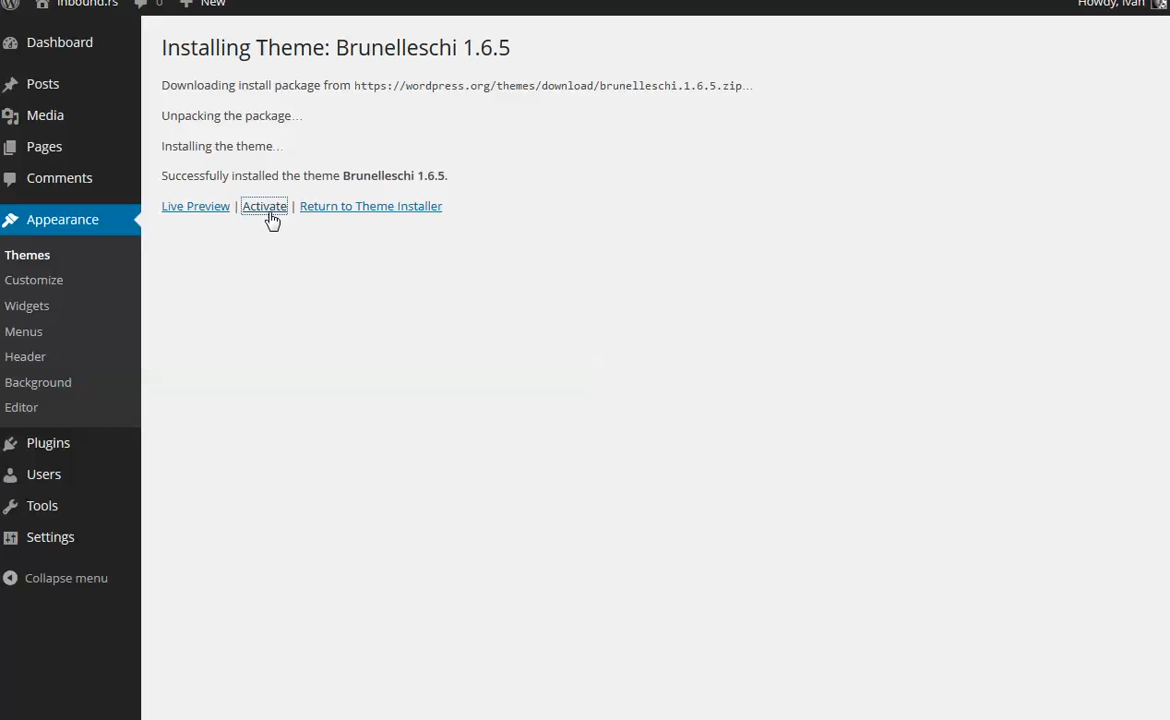 inbound.rs 0 New Howdy, Ivan
Dashboard
Posts
Media
Pages
Comments
Appearance
Themes
Customize
Widgets
Menus
Header
Background
Editor
Plugins
Users
Tools
Settings
Collapse menu
Installing Theme: Brunelleschi 1.6.5
Downloading install package from https://wordpress.org/themes/download/brunelleschi.1.6.5.zip…
Unpacking the package…
Installing the theme…
Successfully installed the theme Brunelleschi 1.6.5.
Live Preview | Activate | Return to Theme Installer